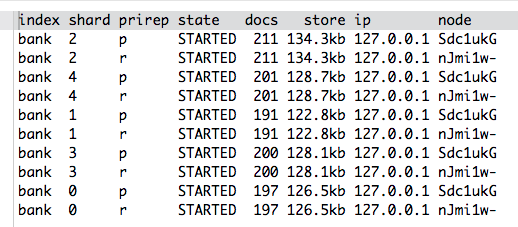 index shard prirep state docs store ip node
bank 2 p STARTED 211 134.3kb 127.0.0.1 Sdc1ukG
bank 2 r STARTED 211 134.3kb 127.0.0.1 nJmi1w-
bank 4 p STARTED 201 128.7kb 127.0.0.1 Sdc1ukG
bank 4 r STARTED 201 128.7kb 127.0.0.1 nJmi1w-
bank 1 p STARTED 191 122.8kb 127.0.0.1 Sdc1ukG
bank 1 r STARTED 191 122.8kb 127.0.0.1 nJmi1w-
bank 3 p STARTED 200 128.1kb 127.0.0.1 Sdc1ukG
bank 3 r STARTED 200 128.1kb 127.0.0.1 nJmi1w-
bank 0 p STARTED 197 126.5kb 127.0.0.1 Sdc1ukG
bank 0 r STARTED 197 126.5kb 127.0.0.1 nJmi1w-